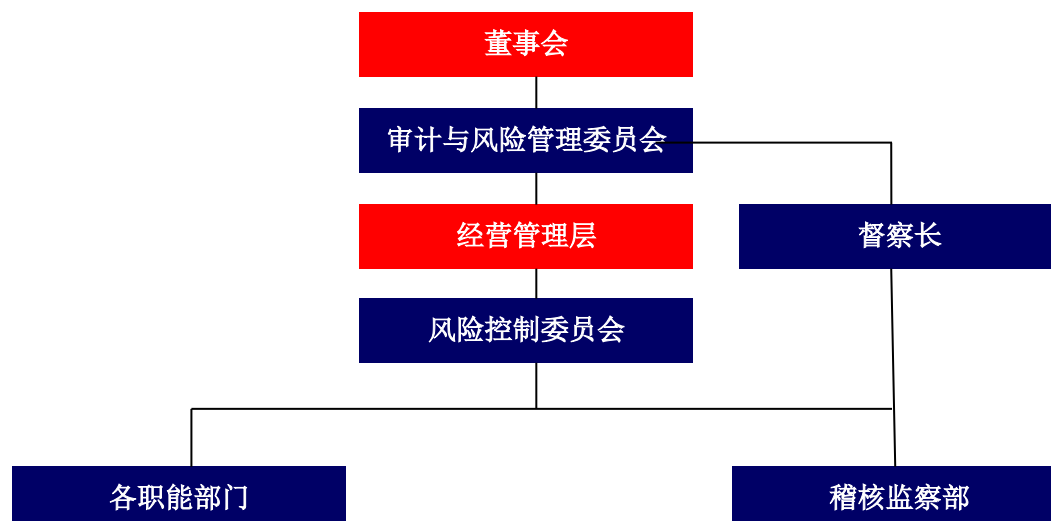 董事会
审计与风险管理委员会
经营管理层
督察长
风险控制委员会
各职能部门
稽核监察部